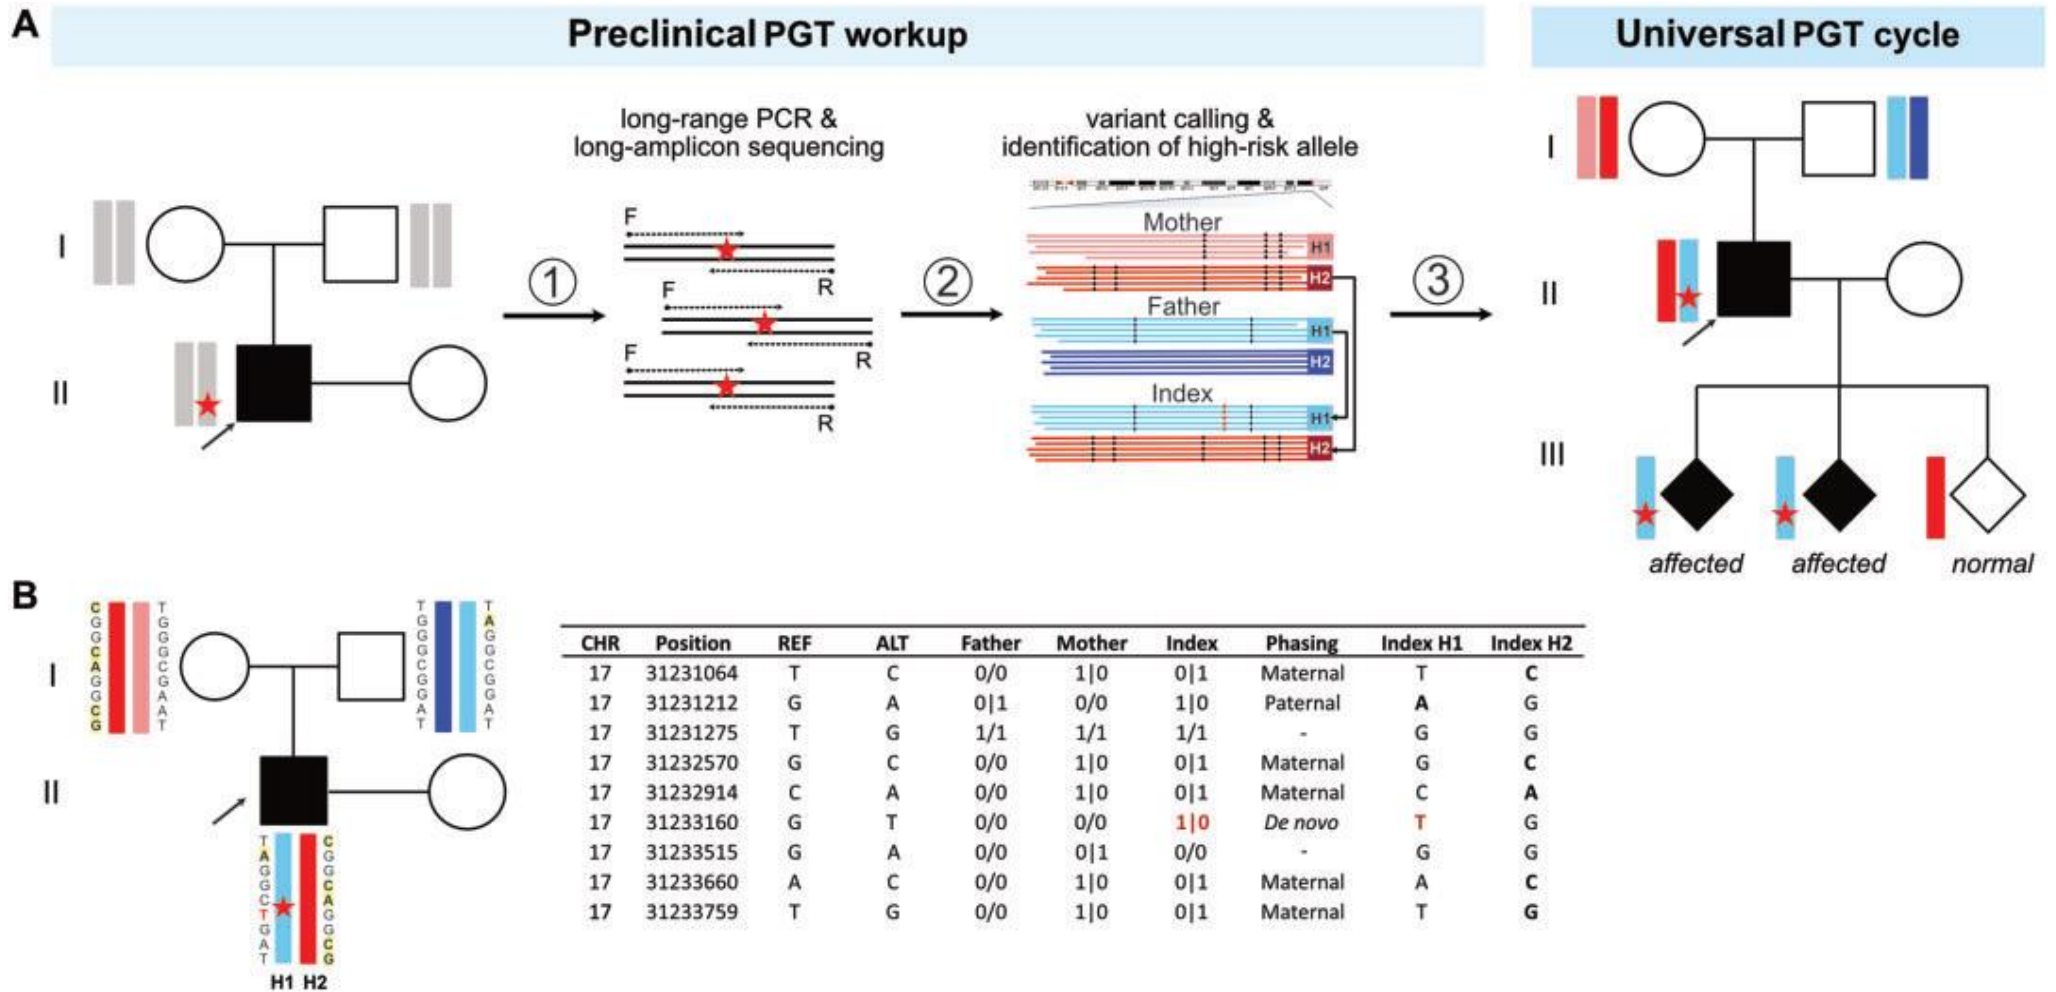 A
Preclinical PGT workup
Universal PGT cycle
long-range PCR &
long-amplicon sequencing
variant calling &
identification of high-risk allele
I
II
1
F
R
F
R
F
R
2
Mother
H1
H2
Father
H1
H2
Index
H1
H2
3
I
II
III
affected affected normal
B
I
II
C
G
G
C
A
G
G
C
G
T
G
G
G
C
G
A
A
T
T
G
G
G
C
G
G
A
T
T
A
G
G
C
G
G
A
T
T
A
G
G
C
T
G
A
T
C
G
G
C
A
G
G
C
G
H1 H2
CHR Position REF ALT Father Mother Index Phasing Index H1 Index H2
17 31231064 T C 0/0 1|0 0|1 Maternal T C
17 31231212 G A 0|1 0/0 1|0 Paternal A G
17 31231275 T G 1/1 1/1 1/1 - G G
17 31232570 G C 0/0 1|0 0|1 Maternal G C
17 31232914 C A 0/0 1|0 0|1 Maternal C A
17 31233160 G T 0/0 0/0 1|0 De novo T G
17 31233515 G A 0/0 0|1 0/0 - G G
17 31233660 A C 0/0 1|0 0|1 Maternal A C
17 31233759 T G 0/0 1|0 0|1 Maternal T G